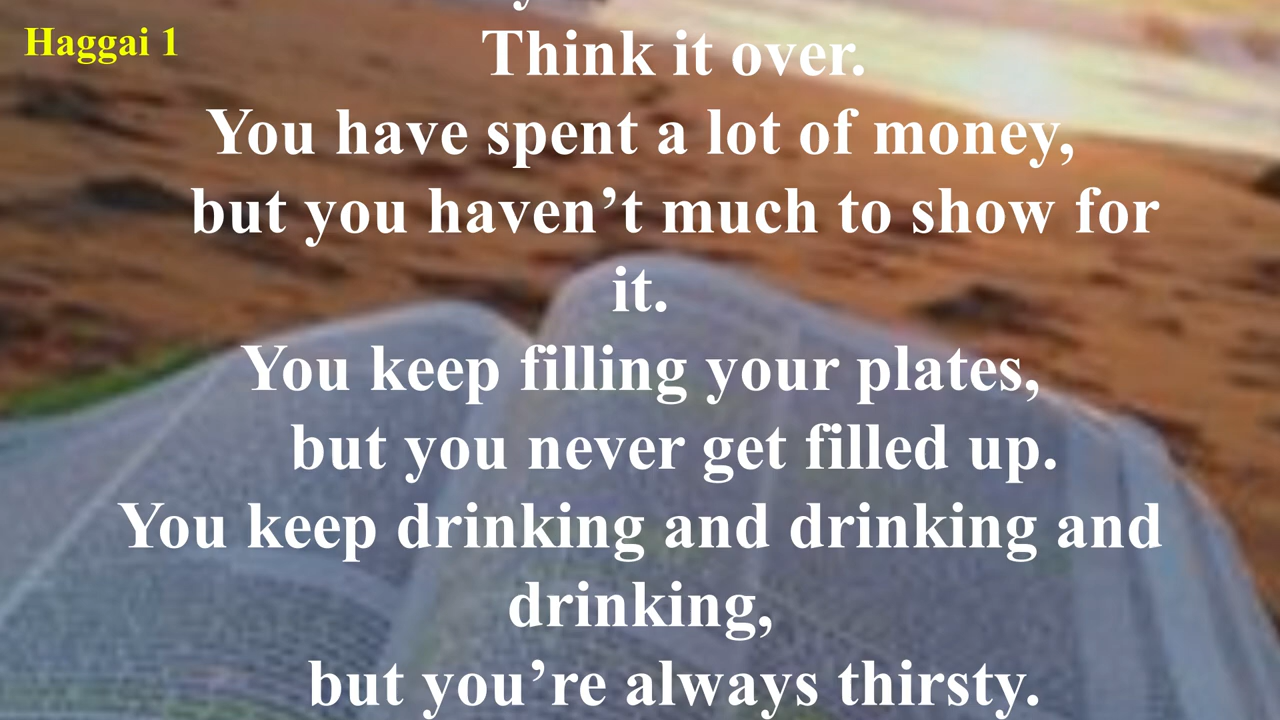 Haggai 1
Think it over.
You have spent a lot of money,
but you haven’t much to show for
it.
You keep filling your plates,
but you never get filled up.
You keep drinking and drinking and
drinking,
but you’re always thirsty.